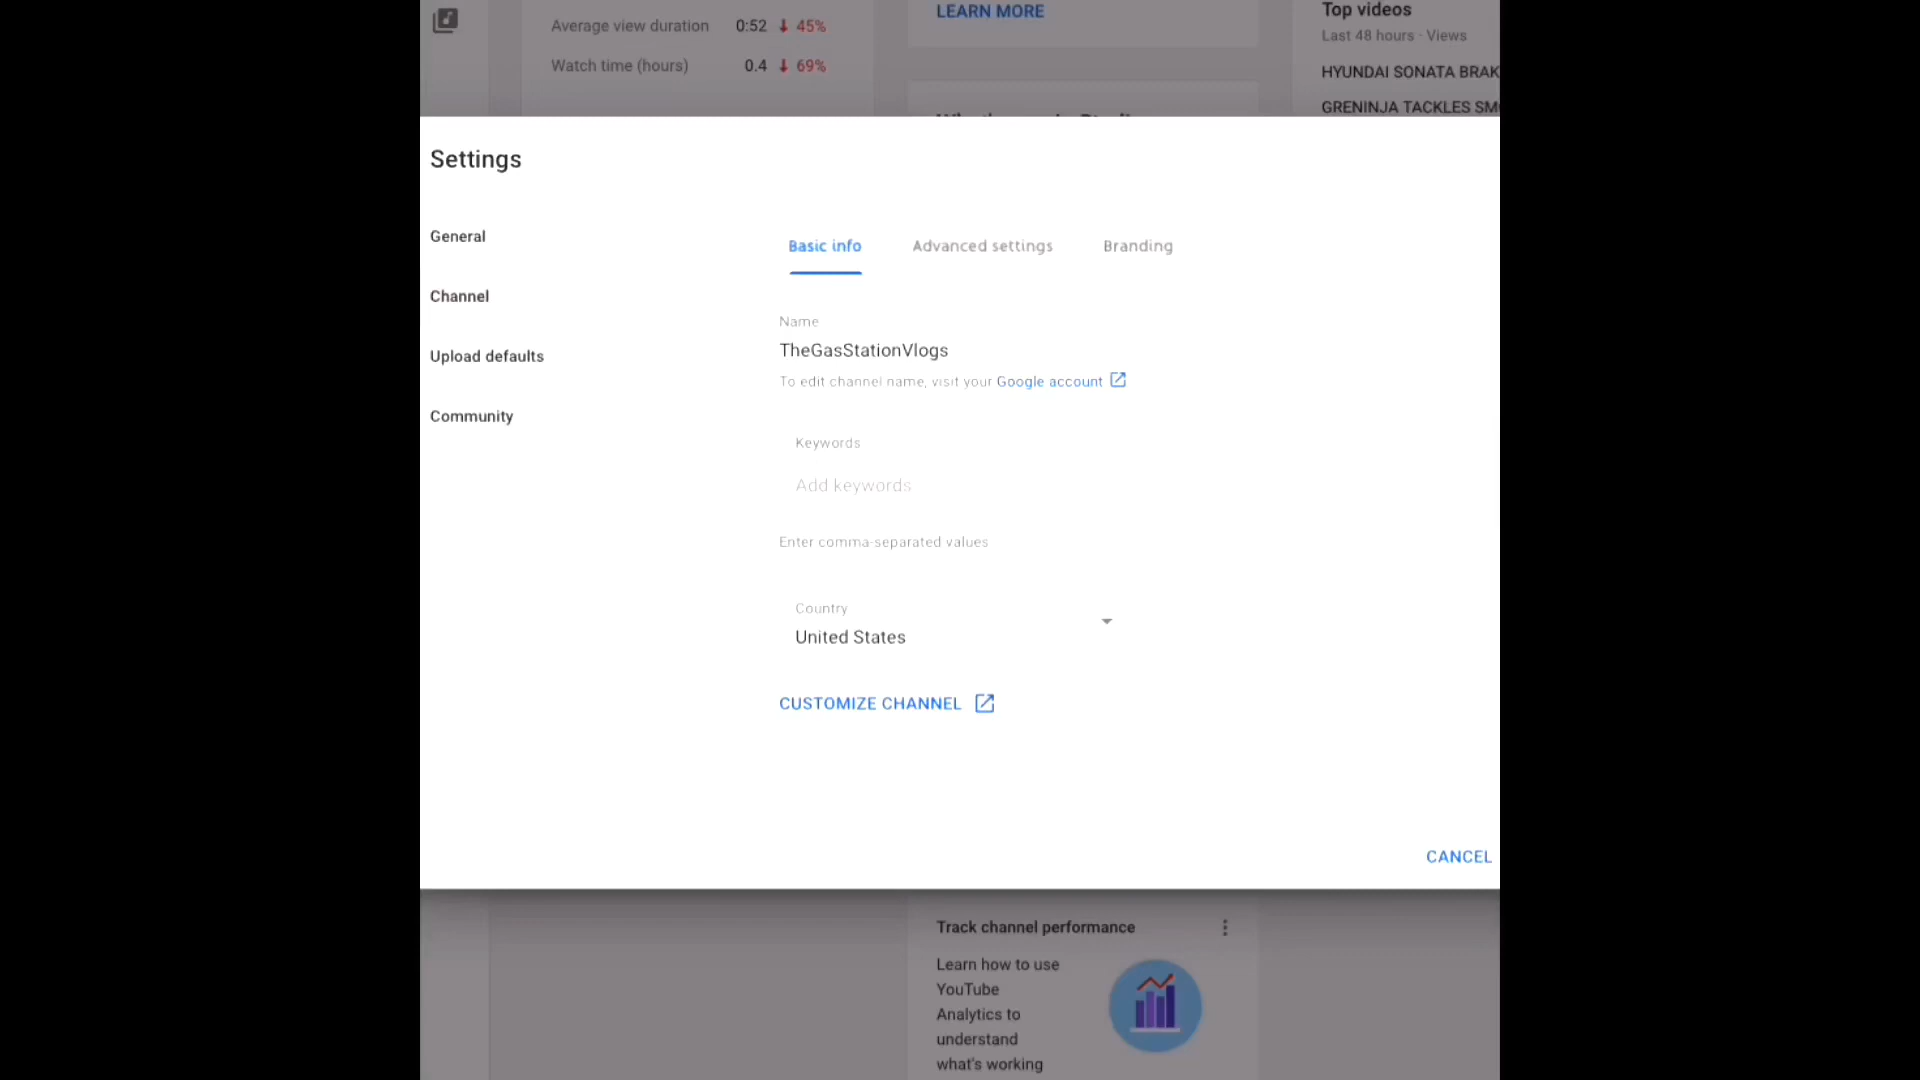 Average view duration 0:52 45%
Watch time (hours) 0.4 69%
LEARN MORE
Top videos
Last 48 hours · Views
HYUNDAI SONATA BRAK
GRENINJA TACKLES
Settings
General
Channel
Upload defaults
Community
Basic info Advanced settings Branding
Name
TheGasStationVlogs
To edit channel name, visit your Google account
Keywords
Add keywords
Enter comma-separated values
Country
United States
CUSTOMIZE CHANNEL
CANCEL
Track channel performance
Learn how to use
YouTube
Analytics to
understand
what's working